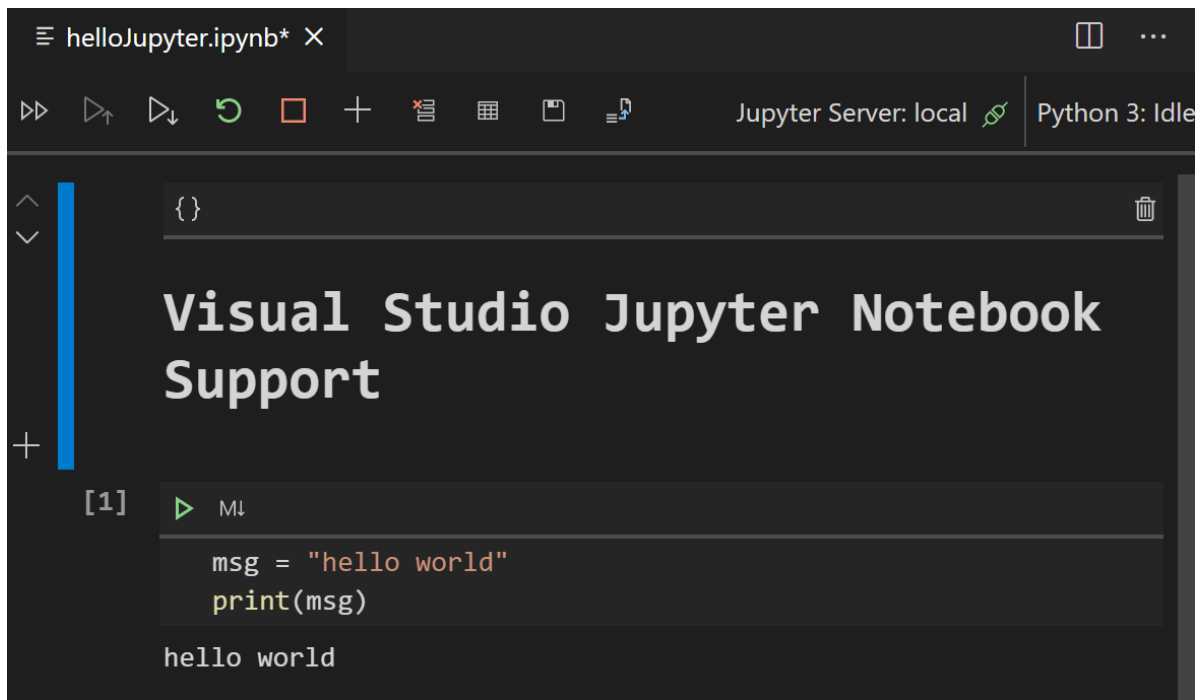 helloJupyter.ipynb*
Jupyter Server: local
Python 3: Idle
{}
Visual Studio Jupyter Notebook
Support
[1]
M↓
msg = "hello world"
print(msg)
hello world